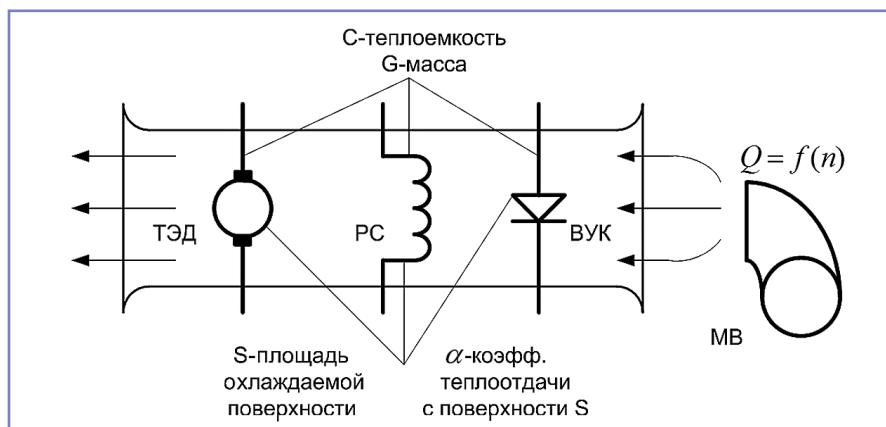 С-теплоемкость
G-масса
Q = f(n)
ТЭД
РС
ВУК
МВ
S-площадь
охлаждаемой
поверхности
α-коэфф.
теплоотдачи
с поверхности S